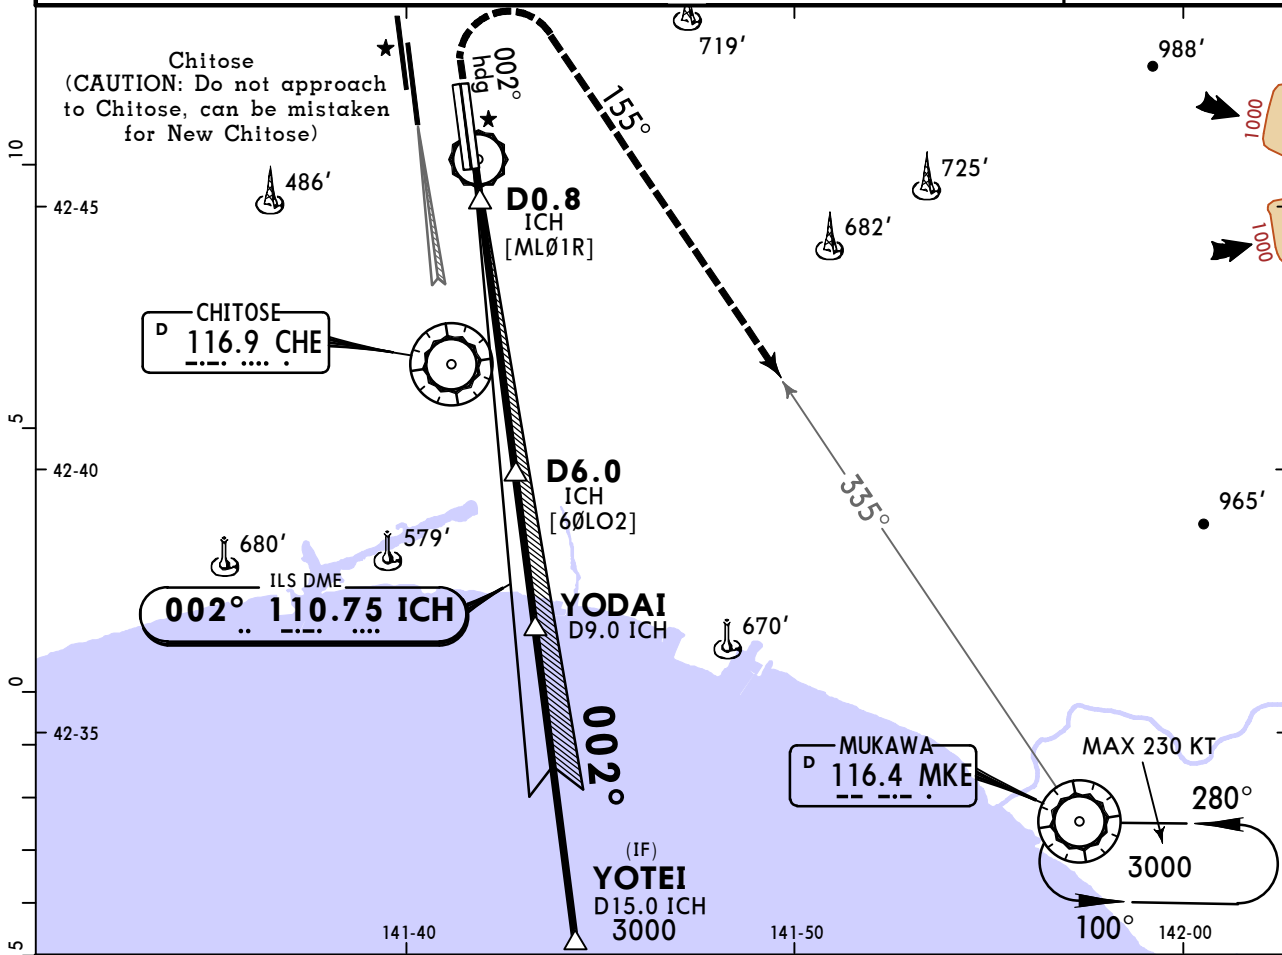 719'
988'
Chitose
(CAUTION: Do not approach
to Chitose, can be mistaken
for New Chitose)
002°
hdg
155°
1000
10
486'
725'
42-45
D0.8
ICH
[MLØ1R]
682'
1000
CHITOSE
D 116.9 CHE
5
42-40
D6.0
ICH
[6ØLO2]
335°
965'
680'
579'
ILS DME
002° 110.75 ICH
YODAI
D9.0 ICH
670'
0
42-35
002°
MUKAWA
D 116.4 MKE
MAX 230 KT
280°
3000
100°
(IF)
YOTEI
D15.0 ICH
3000
5
141-40
141-50
142-00